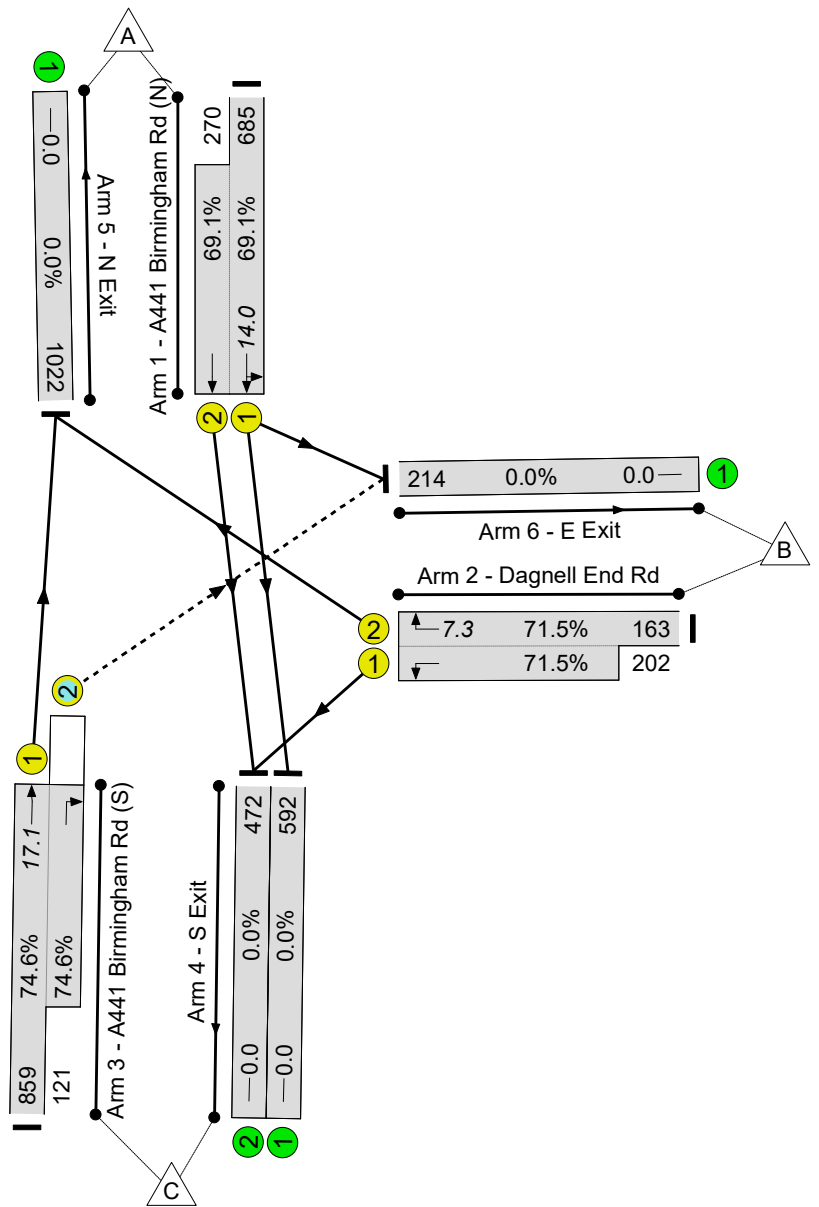 A
1
0.0
0.0%
1022
Arm 5 - N Exit
Arm 1 - A441 Birmingham Rd (N)
270
69.1%
685
69.1%
14.0
2
1
214 0.0% 0.0
1
Arm 6 - E Exit
B
Arm 2 - Dagnell End Rd
2
7.3 71.5% 163
1
71.5% 202
2
1
17.1
74.6%
859
74.6%
121
Arm 3 - A441 Birmingham Rd (S)
Arm 4 - S Exit
472
0.0%
0.0
592
0.0%
0.0
2
1
C